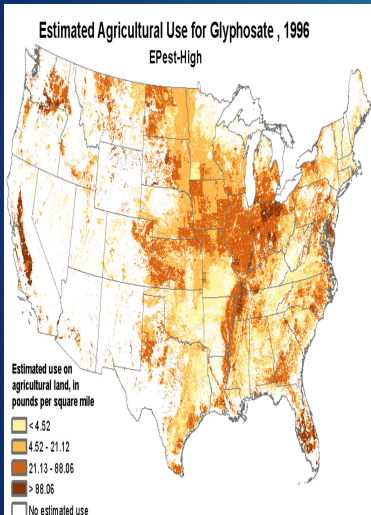 Estimated Agricultural Use for Glyphosate , 1996
EPest-High
Estimated use on
agricultural land, in
pounds per square mile
< 4.52
4.52 - 21.12
21.13 - 88.06
> 88.06
No estimated use